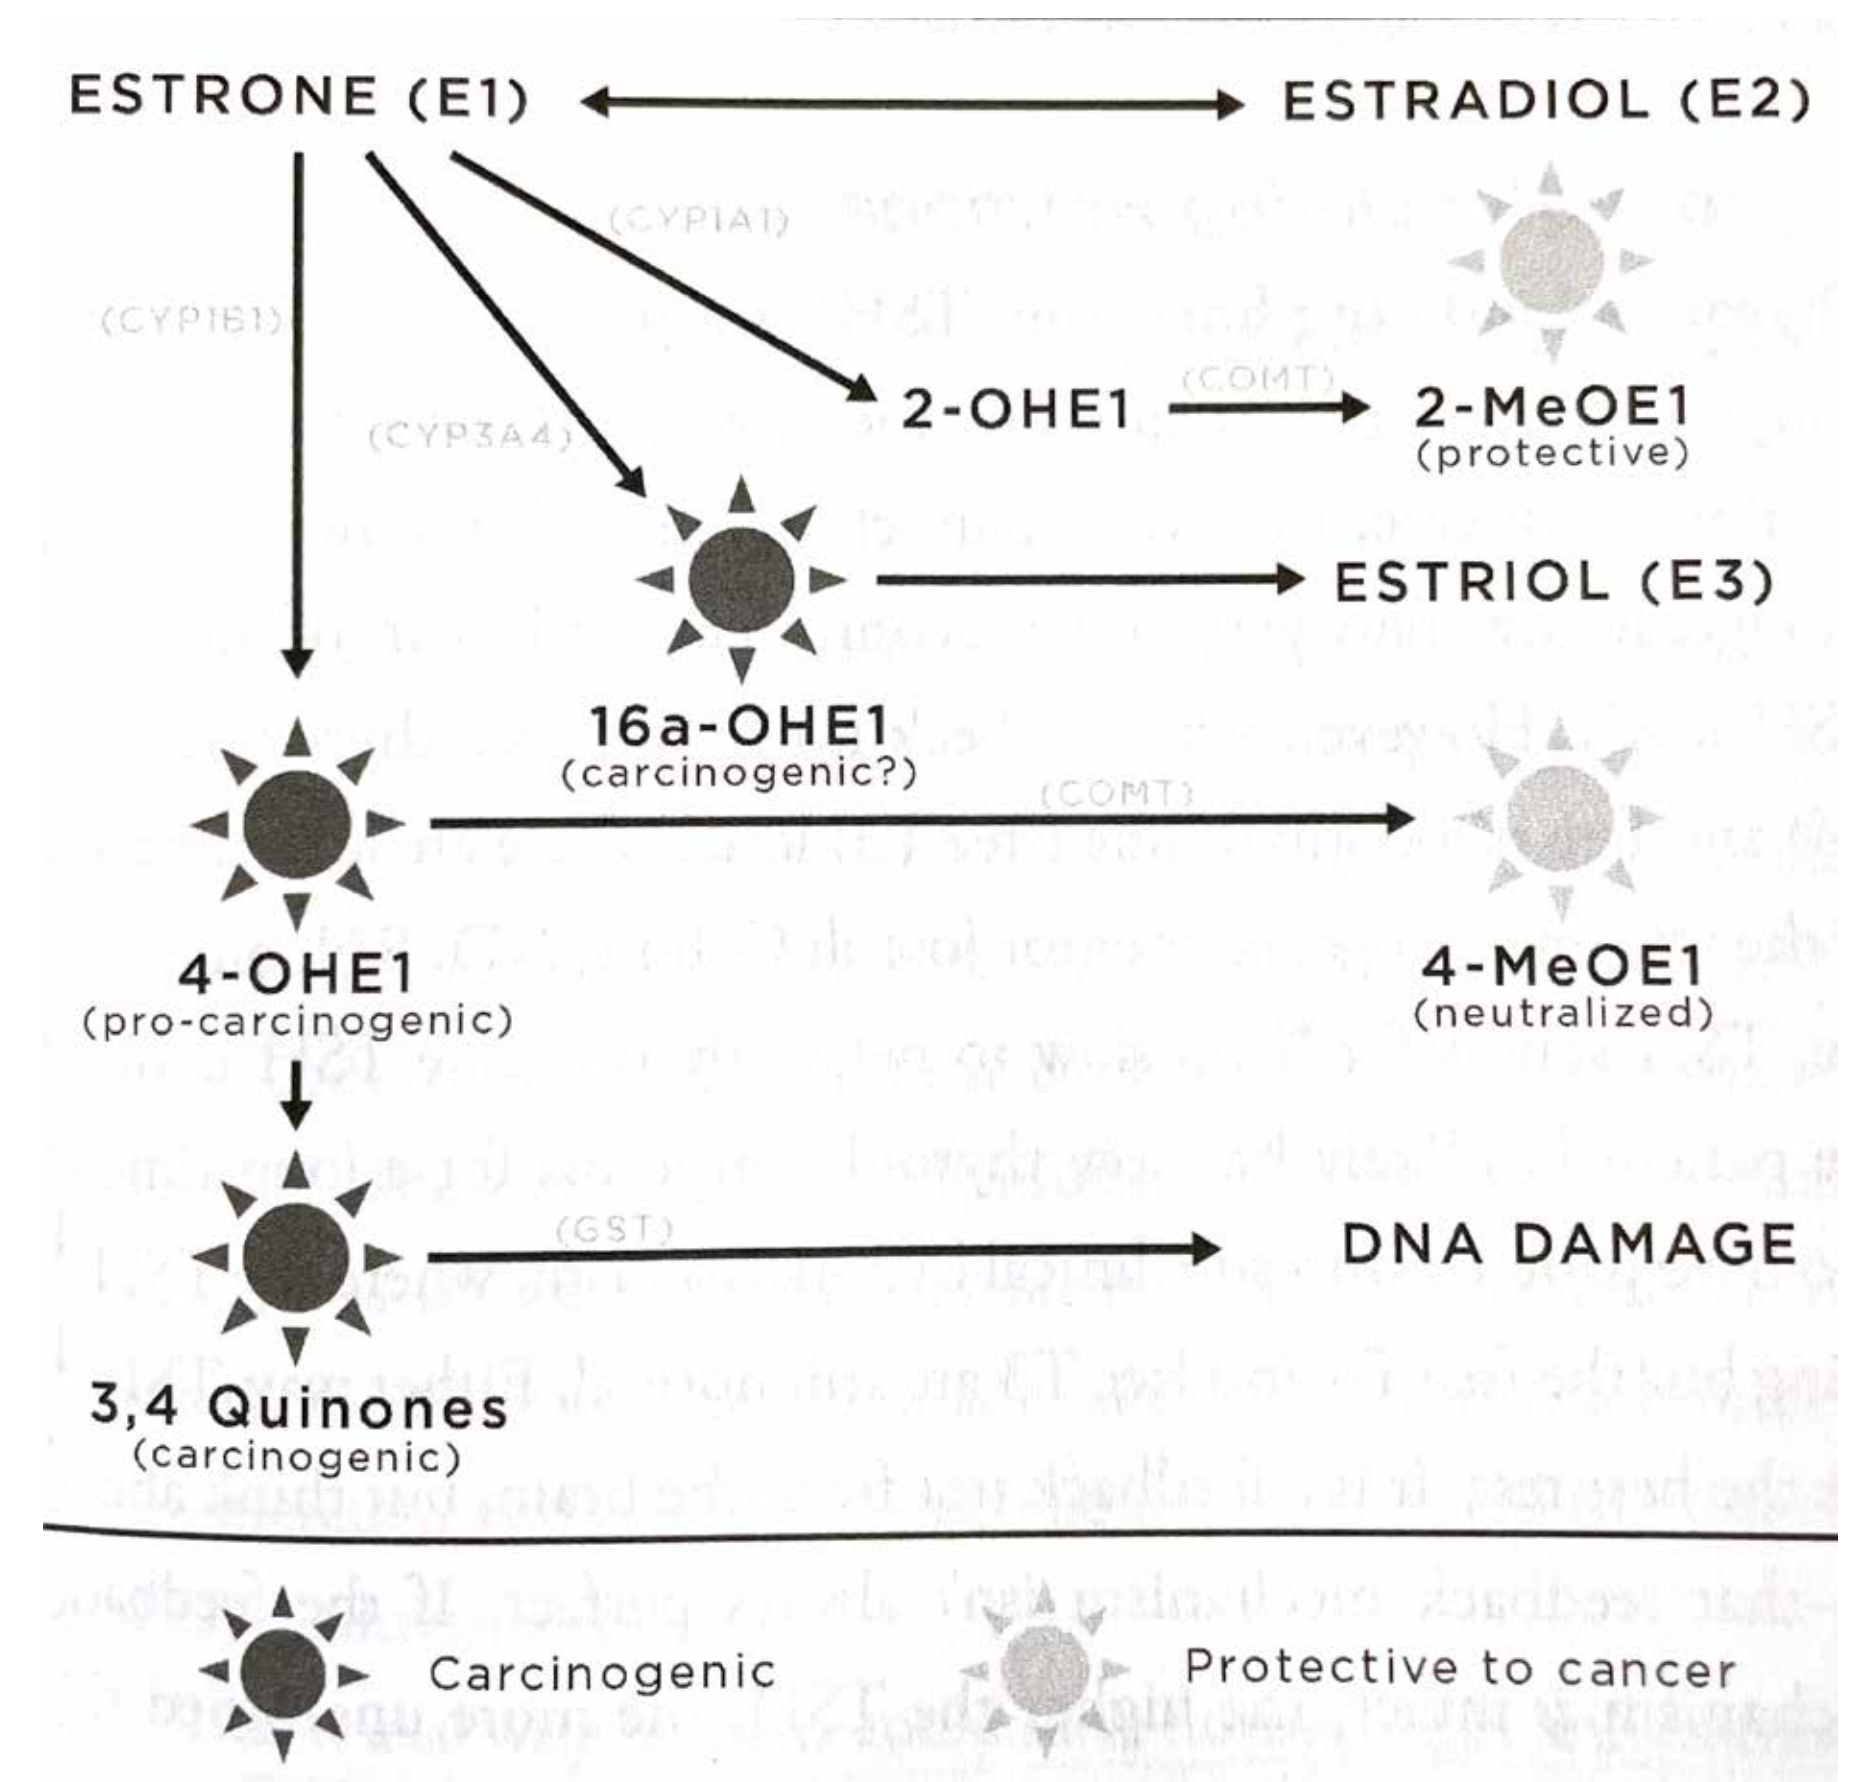 ESTRONE (E1)
ESTRADIOL (E2)
(CYP1A1)
(CYP1B1)
(COMT)
2-OHE1
2-MeOE1
(protective)
(CYP3A4)
ESTRIOL (E3)
16a-OHE1
(carcinogenic?)
(COMT)
4-OHE1
(pro-carcinogenic)
4-MeOE1
(neutralized)
(GST)
DNA DAMAGE
3,4 Quinones
(carcinogenic)
Carcinogenic
Protective to cancer